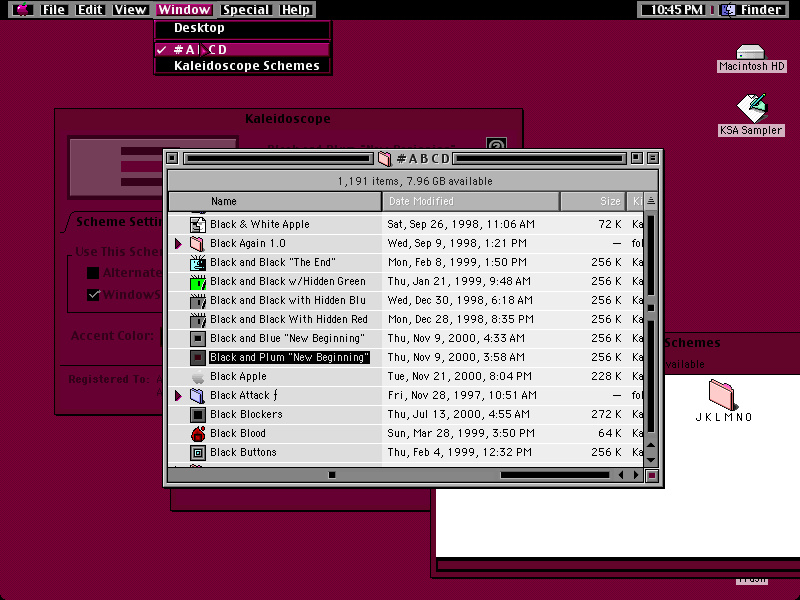 File Edit View Window Special Help 10:45 PM Finder
Desktop
✓ #ABCD
Kaleidoscope Schemes
Macintosh HD
KSA Sampler
Kaleidoscope
#ABCD
1,191 items, 7.96 GB available
Name Date Modified Size Ki
Black & White Apple Sat, Sep 26, 1998, 11:06 AM 72 K Ka
Black Again 1.0 Wed, Sep 9, 1998, 1:21 PM — fol
Black and Black "The End" Mon, Feb 8, 1999, 1:50 PM 256 K Ka
Black and Black w/Hidden Green Thu, Jan 21, 1999, 9:48 AM 256 K Ka
Black and Black with Hidden Blu Wed, Dec 30, 1998, 6:18 AM 256 K Ka
Black and Black With Hidden Red Mon, Dec 28, 1998, 8:35 PM 256 K Ka
Black and Blue "New Beginning" Thu, Nov 9, 2000, 4:33 AM 256 K Ka
Black and Plum "New Beginning" Thu, Nov 9, 2000, 3:58 AM 256 K Ka
Black Apple Tue, Nov 21, 2000, 8:04 PM 228 K Ka
Black Attack ƒ Fri, Nov 28, 1997, 10:51 AM — fol
Black Blockers Thu, Jul 13, 2000, 4:55 AM 272 K Ka
Black Blood Sun, Mar 28, 1999, 3:50 PM 64 K Ka
Black Buttons Thu, Feb 4, 1999, 12:32 PM 256 K Ka
Scheme Settin
Use This Schem
Alternate
WindowS
Accent Color:
Registered To:
Schemes
vailable
JKLMNO
Trash